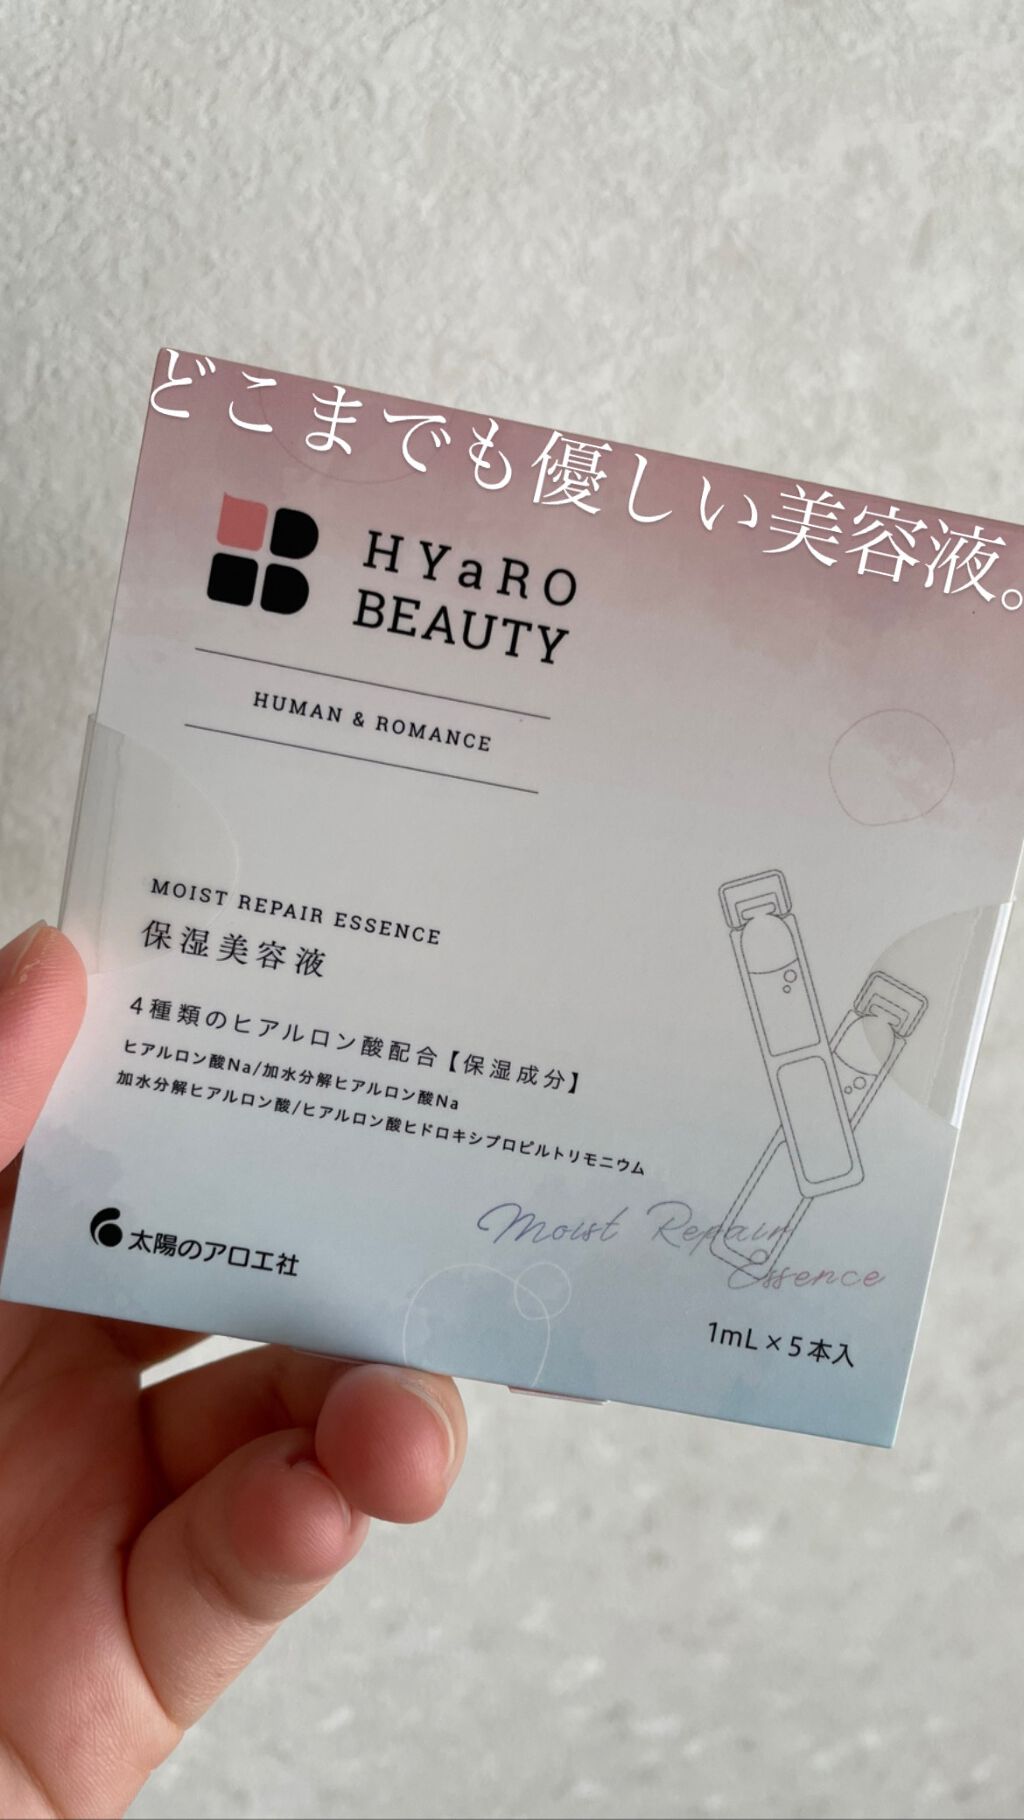 どこまでも優しい美容液。
HYaRO
BEAUTY
HUMAN & ROMANCE
MOIST REPAIR ESSENCE
保湿美容液
4種類のヒアルロン酸配合【保湿成分】
ヒアルロン酸Na/加水分解ヒアルロン酸Na
加水分解ヒアルロン酸/ヒアルロン酸ヒドロキシプロピルトリモニウム
Moist Repair
Essence
太陽のアロエ社
1mL×5本入